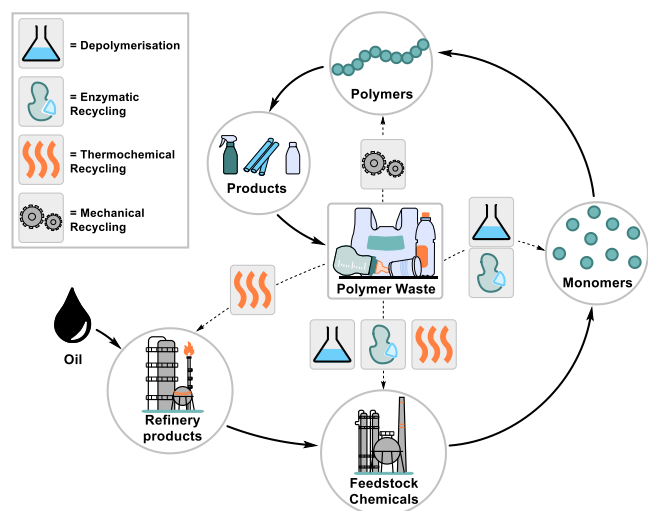 = Depolymerisation
= Enzymatic
Recycling
= Thermochemical
Recycling
= Mechanical
Recycling
Polymers
Products
Polymer Waste
Monomers
Oil
Refinery
products
Feedstock
Chemicals